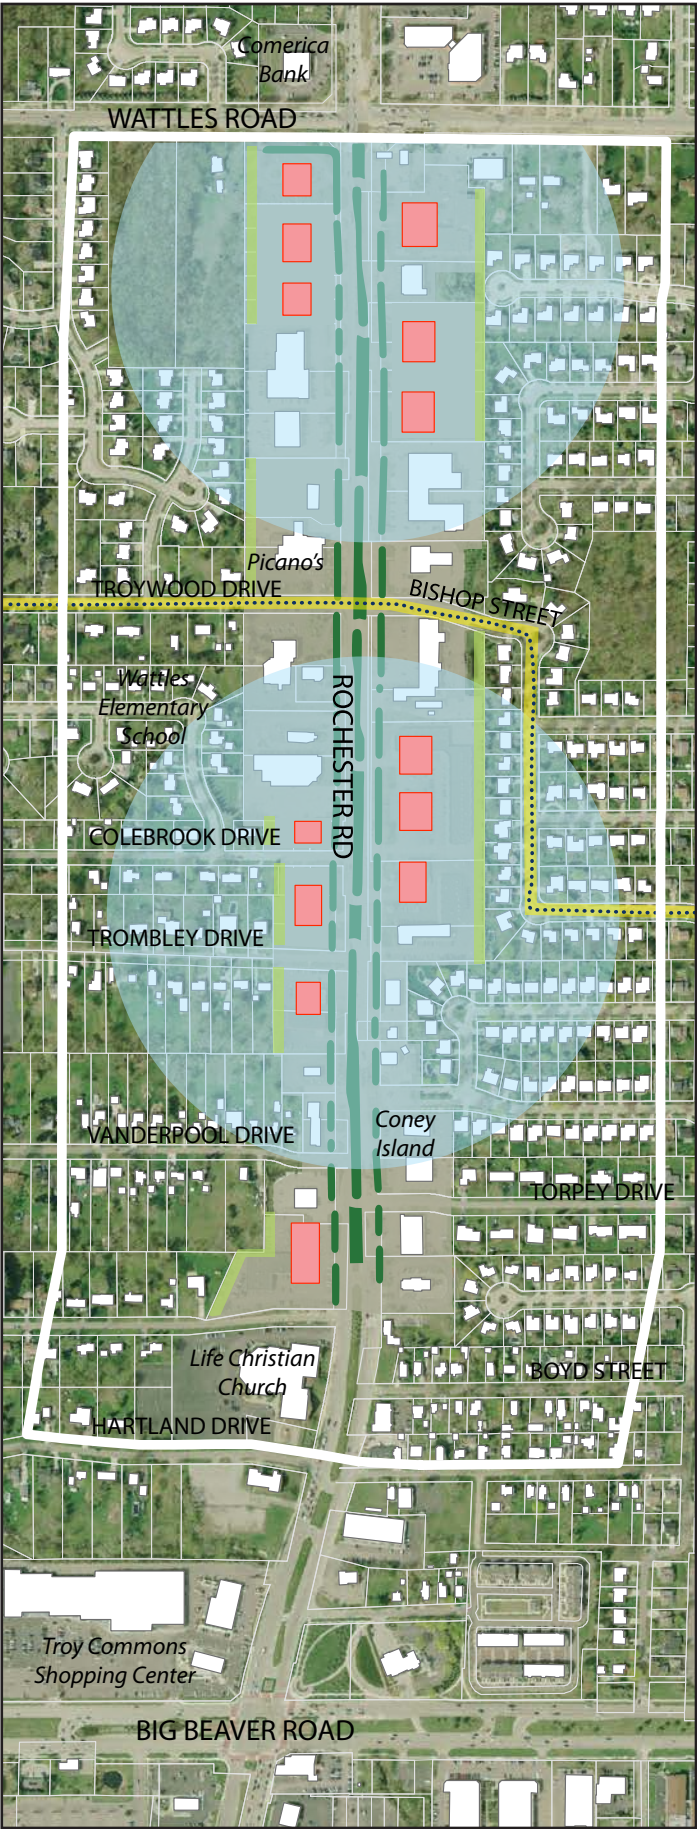 Comerica
Bank
WATTLES ROAD
Picano's
TROYWOOD DRIVE
BISHOP STREET
Wattles
Elementary
School
ROCHESTER RD
COLEBROOK DRIVE
TROMBLEY DRIVE
Coney
Island
VANDERPOOL DRIVE
TORPEY DRIVE
Life Christian
Church
BOYD STREET
HARTLAND DRIVE
Troy Commons
Shopping Center
BIG BEAVER ROAD